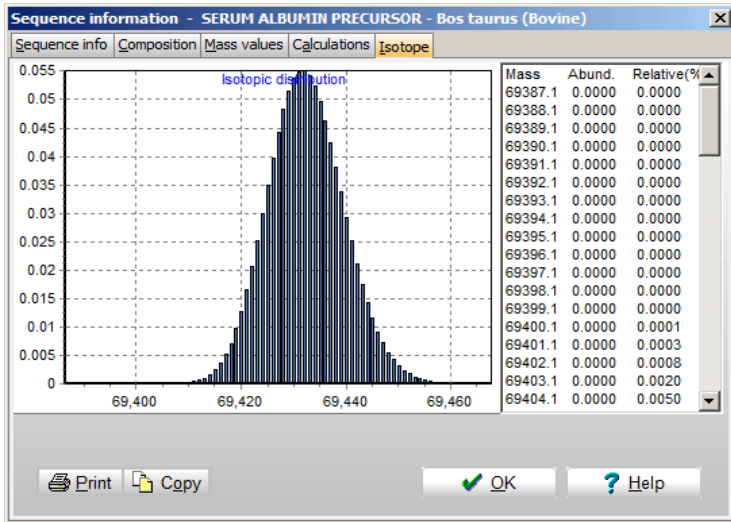 Sequence information - SERUM ALBUMIN PRECURSOR - Bos taurus (Bovine)
Sequence info Composition Mass values Calculations Isotope
Isotopic distribution
0.055
0.05
0.045
0.04
0.035
0.03
0.025
0.02
0.015
0.01
0.005
0
69,400 69,420 69,440 69,460
Mass Abund. Relative(%
69387.1 0.0000 0.0000
69388.1 0.0000 0.0000
69389.1 0.0000 0.0000
69390.1 0.0000 0.0000
69391.1 0.0000 0.0000
69392.1 0.0000 0.0000
69393.1 0.0000 0.0000
69394.1 0.0000 0.0000
69395.1 0.0000 0.0000
69396.1 0.0000 0.0000
69397.1 0.0000 0.0000
69398.1 0.0000 0.0000
69399.1 0.0000 0.0000
69400.1 0.0000 0.0001
69401.1 0.0000 0.0003
69402.1 0.0000 0.0008
69403.1 0.0000 0.0020
69404.1 0.0000 0.0050
Print Copy OK Help